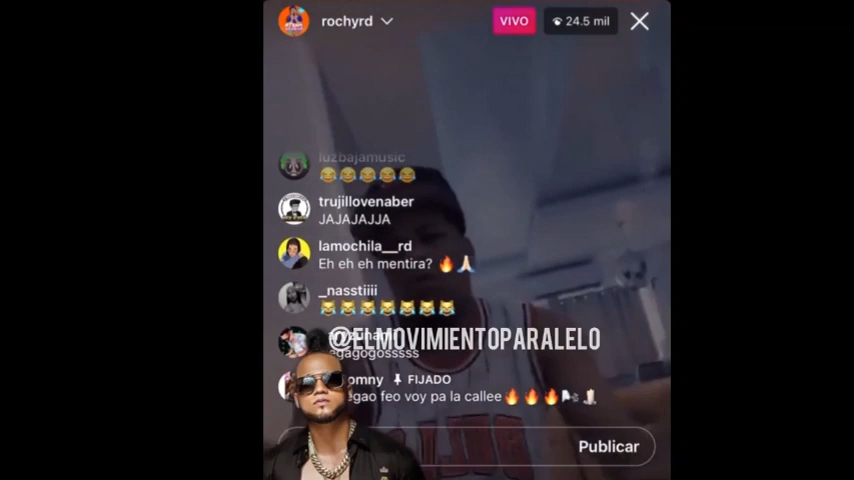 rochyrd
VIVO
24.5 mil
luzbajamusic
trujillovenaber
JAJAJAJJA
lamochila__rd
Eh eh eh mentira? 🔥🙏🏻
_nasstiiii
@ELMOVIMIENTOPARALELO
FIJADO
feo voy pa la callee🔥🔥🔥
Publicar